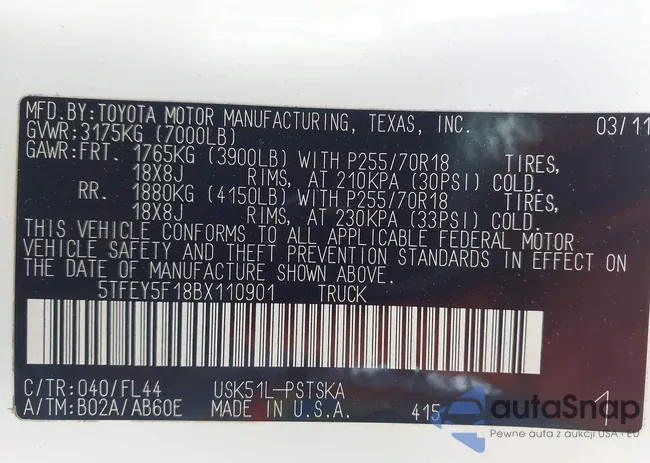 MFD.BY: TOYOTA MOTOR MANUFACTURING, TEXAS, INC. 03/11
GVWR: 3175KG (7000LB)
GAWR: FRT. 1765KG (3900LB) WITH P255/70R18 TIRES,
18X8J RIMS, AT 210KPA (30PSI) COLD.
RR. 1880KG (4150LB) WITH P255/70R18 TIRES,
18X8J RIMS, AT 230KPA (33PSI) COLD.
THIS VEHICLE CONFORMS TO ALL APPLICABLE FEDERAL MOTOR
VEHICLE SAFETY AND THEFT PREVENTION STANDARDS IN EFFECT ON
THE DATE OF MANUFACTURE SHOWN ABOVE.
5TFEY5F18BX110901 TRUCK
C/TR: 040/FL44 USK51L-PSTSKA
A/TM: B02A/AB60E MADE IN U.S.A. 415 1
autoSnap
Pewne auta z aukcji USA i EU